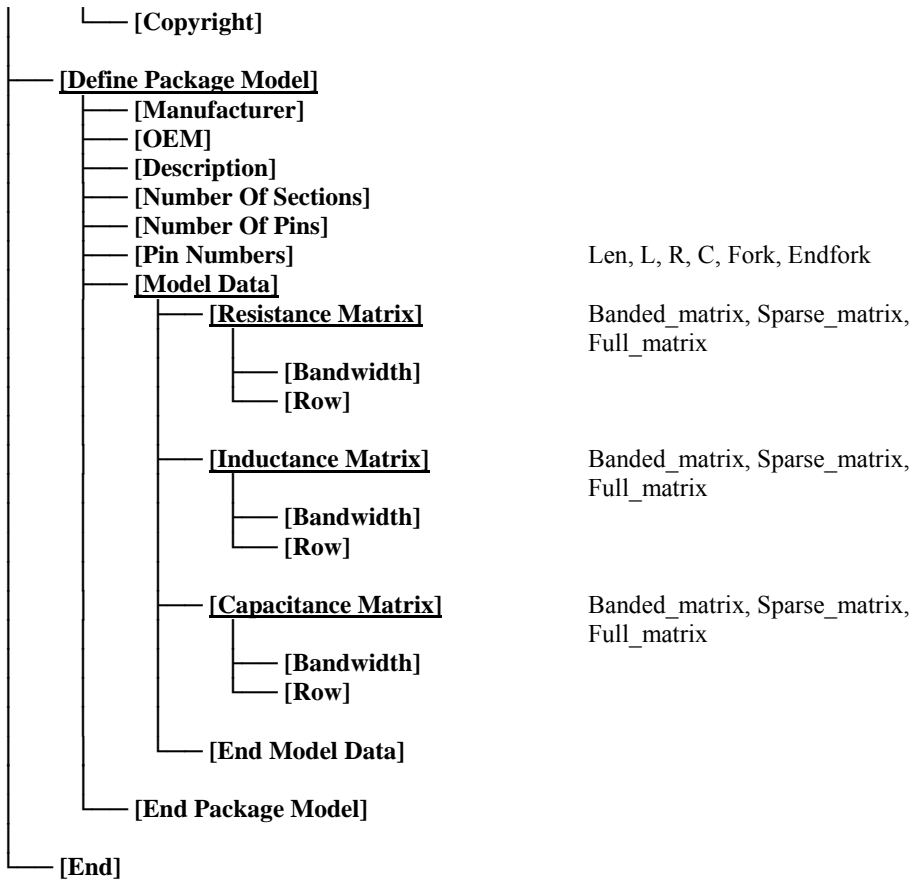 [Copyright]
[Define Package Model]
[Manufacturer]
[OEM]
[Description]
[Number Of Sections]
[Number Of Pins]
[Pin Numbers] Len, L, R, C, Fork, Endfork
[Model Data]
[Resistance Matrix] Banded_matrix, Sparse_matrix,
Full_matrix
[Bandwidth]
[Row]
[Inductance Matrix] Banded_matrix, Sparse_matrix,
Full_matrix
[Bandwidth]
[Row]
[Capacitance Matrix] Banded_matrix, Sparse_matrix,
Full_matrix
[Bandwidth]
[Row]
[End Model Data]
[End Package Model]
[End]